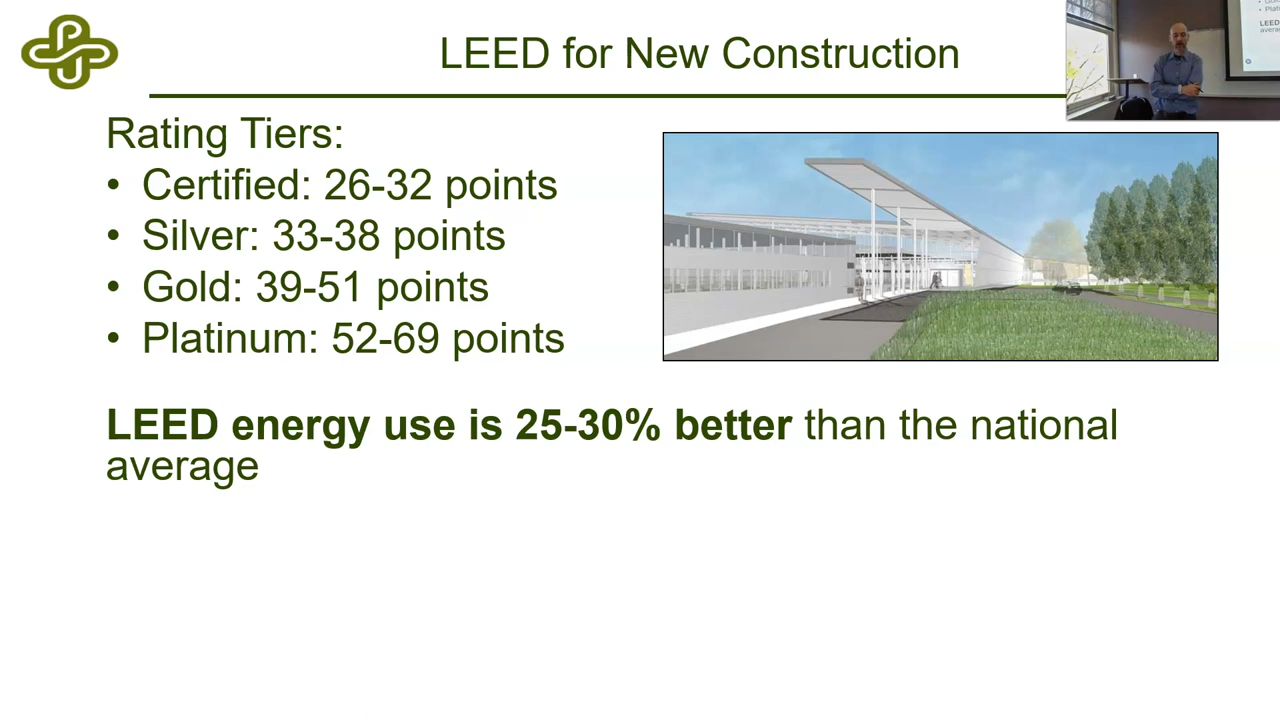 LEED for New Construction
Rating Tiers:
• Certified: 26-32 points
• Silver: 33-38 points
• Gold: 39-51 points
• Platinum: 52-69 points
LEED energy use is 25-30% better than the national
average